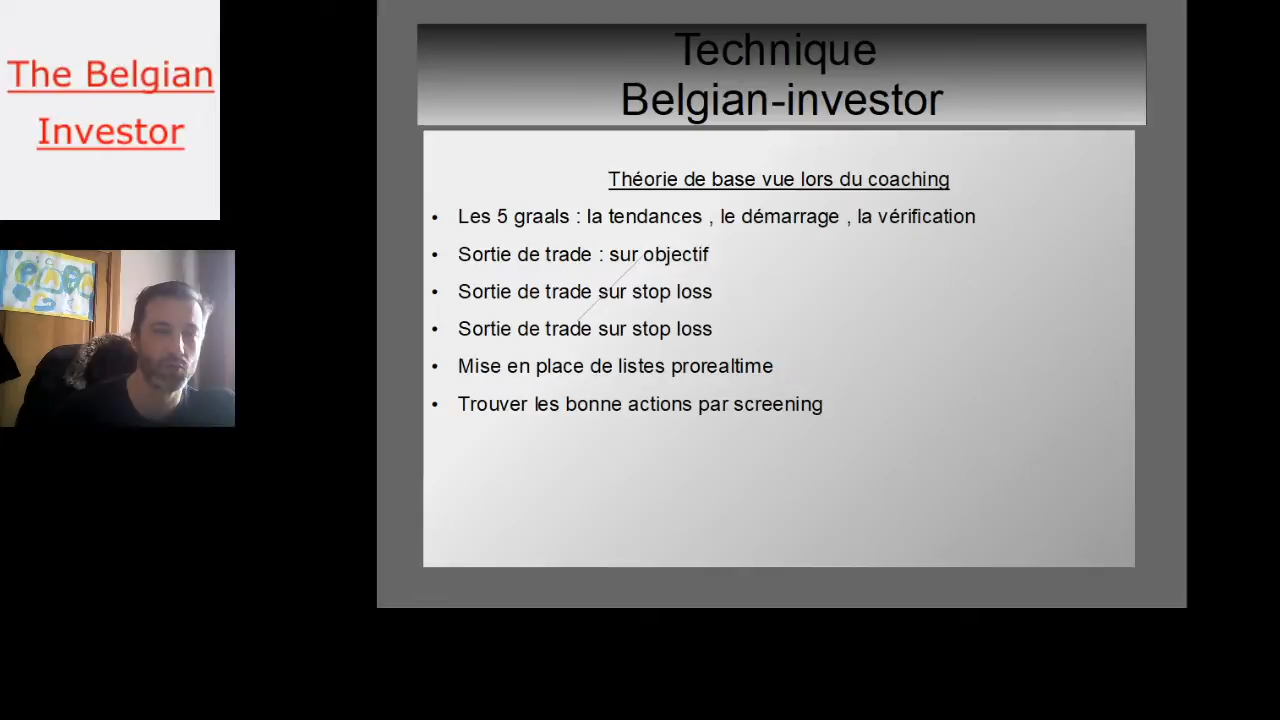 The Belgian
Investor
Technique
Belgian-investor
Théorie de base vue lors du coaching
• Les 5 graals : la tendances , le démarrage , la vérification
• Sortie de trade : sur objectif
• Sortie de trade sur stop loss
• Sortie de trade sur stop loss
• Mise en place de listes prorealtime
• Trouver les bonne actions par screening